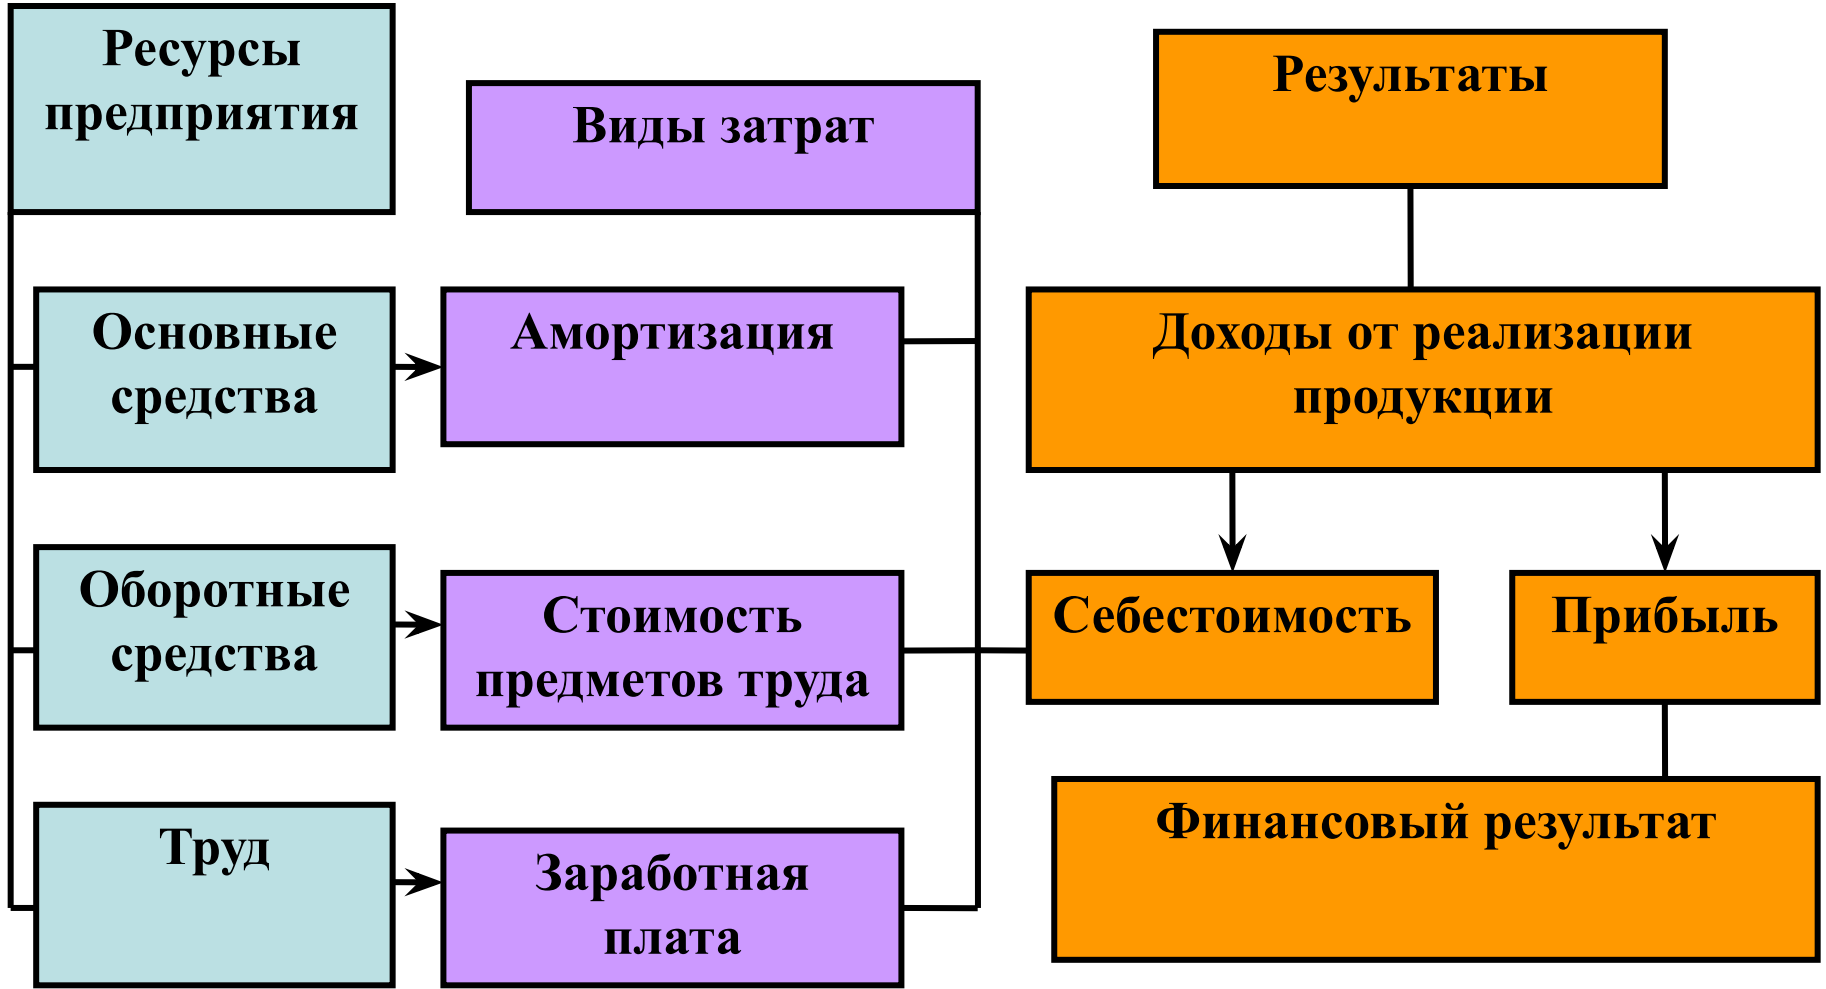 Ресурсы
предприятия
Виды затрат
Результаты
Основные
средства
Амортизация
Доходы от реализации
продукции
Оборотные
средства
Стоимость
предметов труда
Себестоимость
Прибыль
Труд
Заработная
плата
Финансовый результат